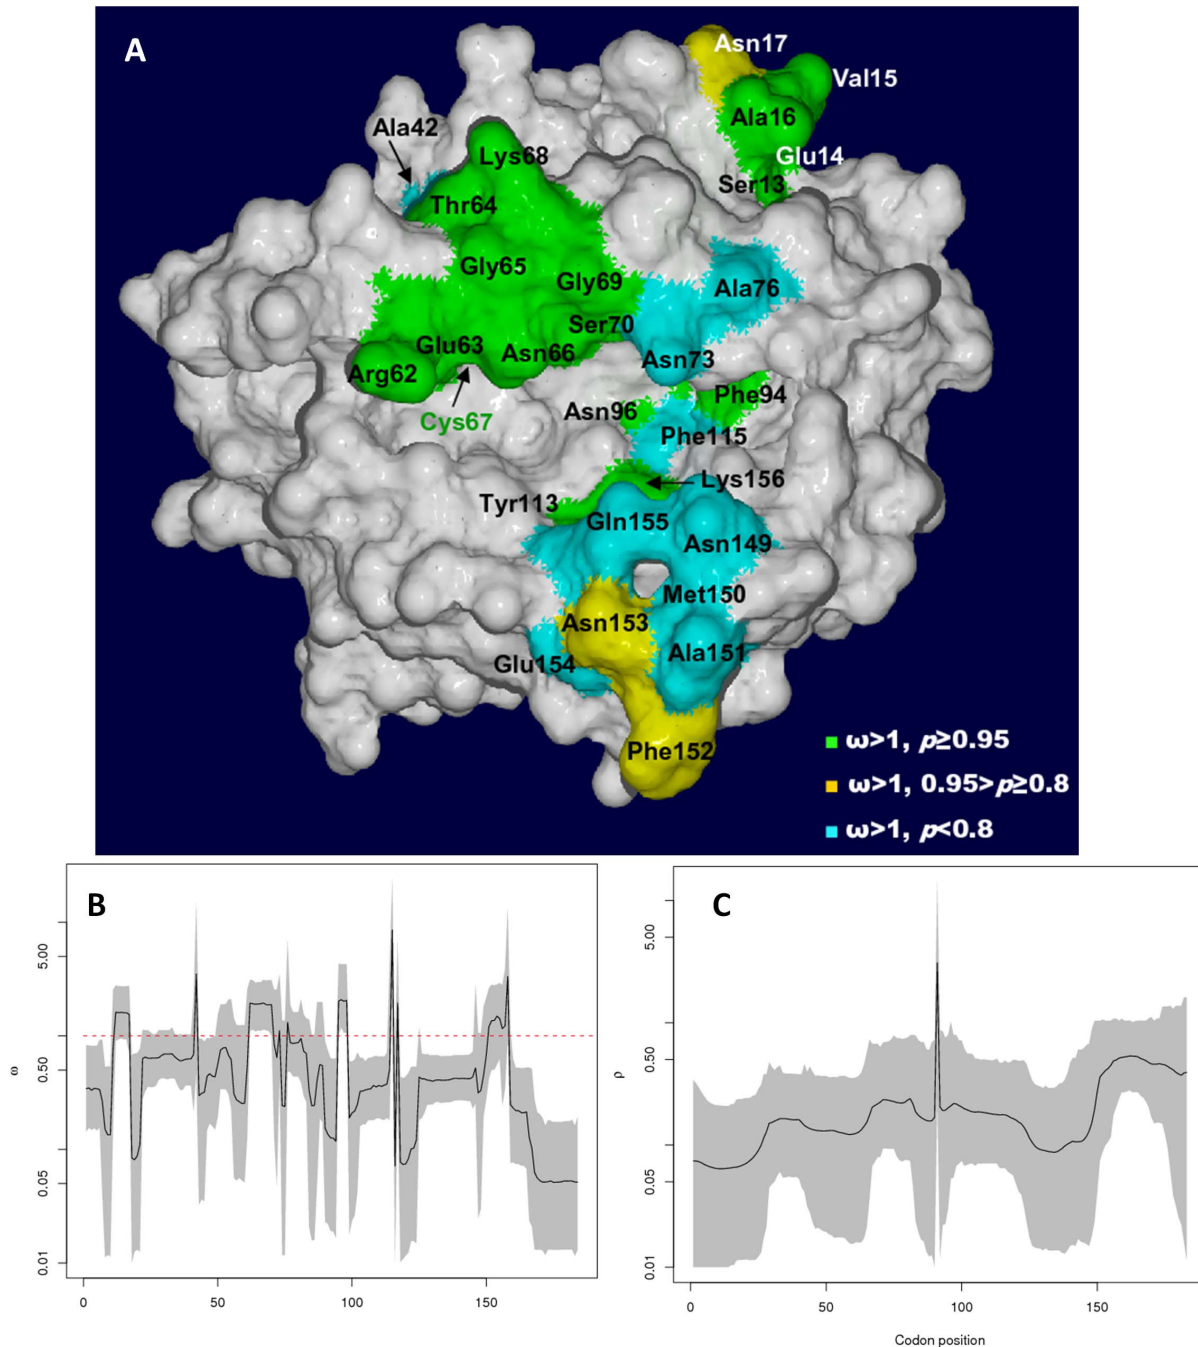 A
Asn17
Val15
Ala16
Ala42
Lys68
Glu14
Ser13
Thr64
Gly65
Gly69
Ala76
Ser70
Glu63
Asn66
Asn73
Arg62
Phe94
Asn96
Cys67
Phe115
Lys156
Tyr113
Gln155
Asn149
Met150
Asn153
Ala151
Glu154
Phe152
ω>1, p≥0.95
ω>1, 0.95>p≥0.8
ω>1, p<0.8
B
5.00
0.50
0.05
0.01
ω
0 50 100 150
C
5.00
0.50
0.05
0.01
ρ
0 50 100 150
Codon position